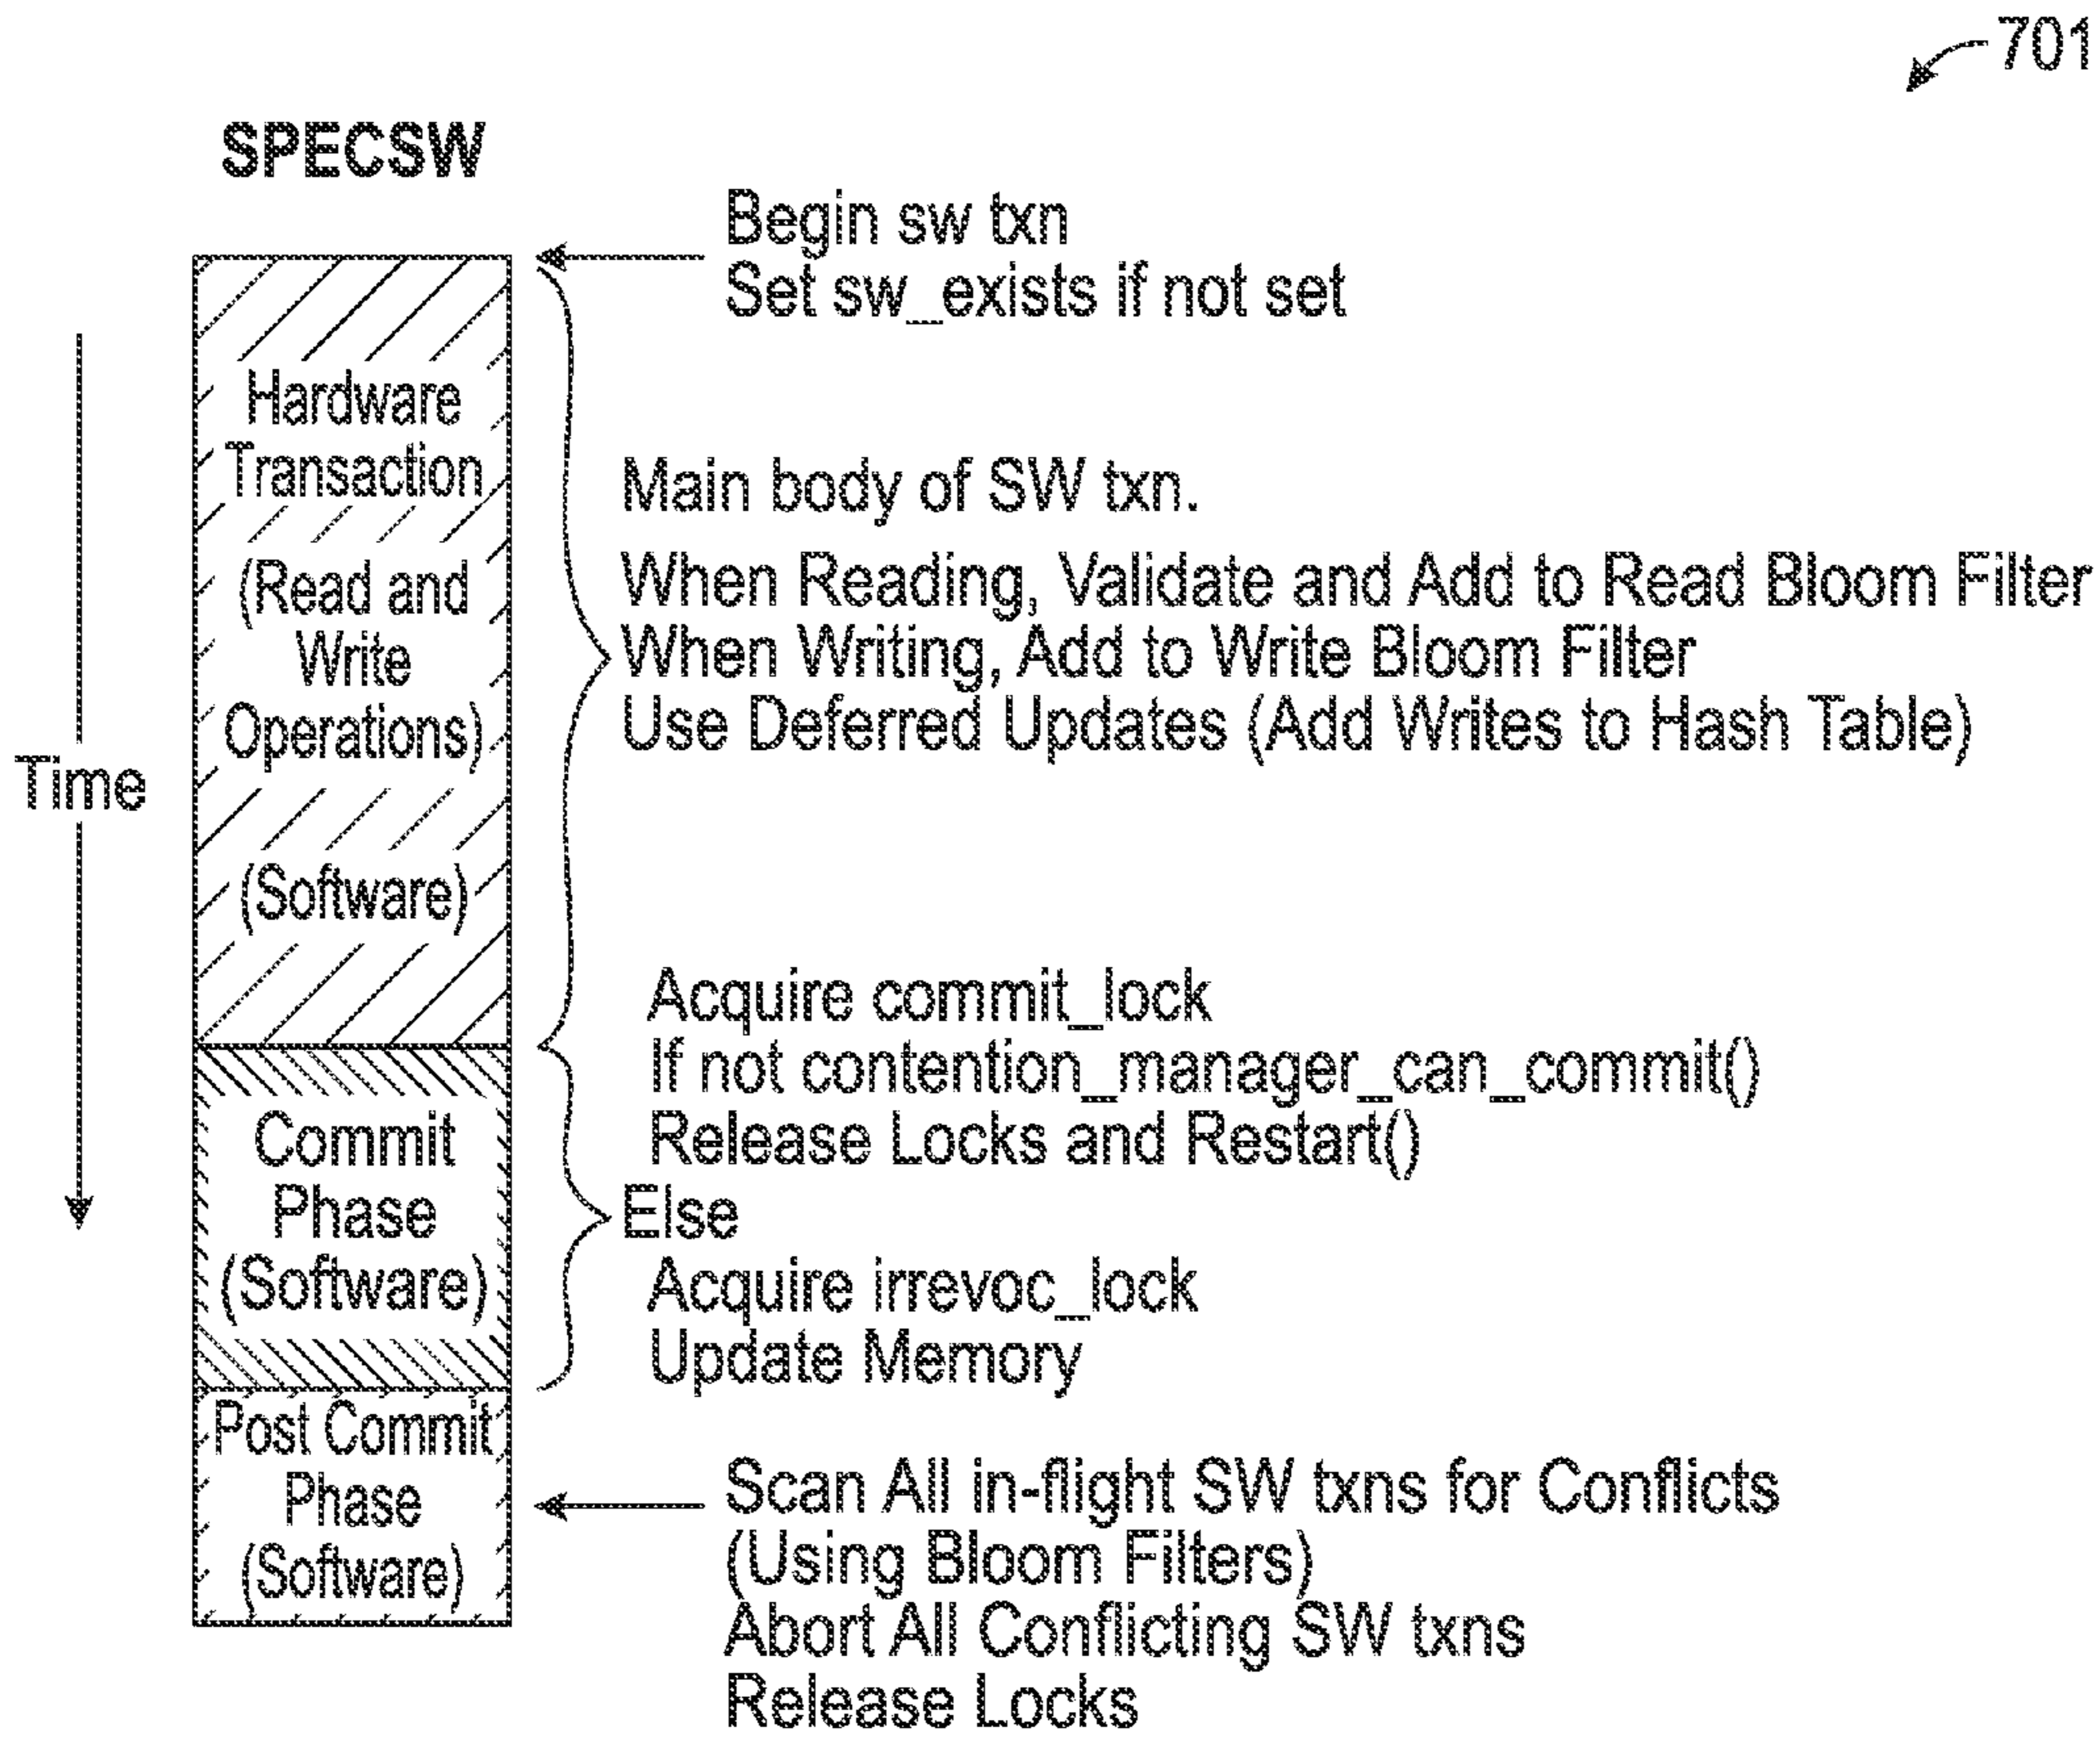 701
SPECSW
Begin sw txn
Set sw_exists if not set
Hardware
Transaction
(Read and
Write
Operations)
(Software)
Time
Main body of SW txn.
When Reading, Validate and Add to Read Bloom Filter
When Writing, Add to Write Bloom Filter
Use Deferred Updates (Add Writes to Hash Table)
Commit
Phase
(Software)
Acquire commit_lock
If not contention_manager_can_commit()
Release Locks and Restart()
Else
Acquire irrevoc_lock
Update Memory
Post Commit
Phase
(Software)
Scan All in-flight SW txns for Conflicts
(Using Bloom Filters)
Abort All Conflicting SW txns
Release Locks